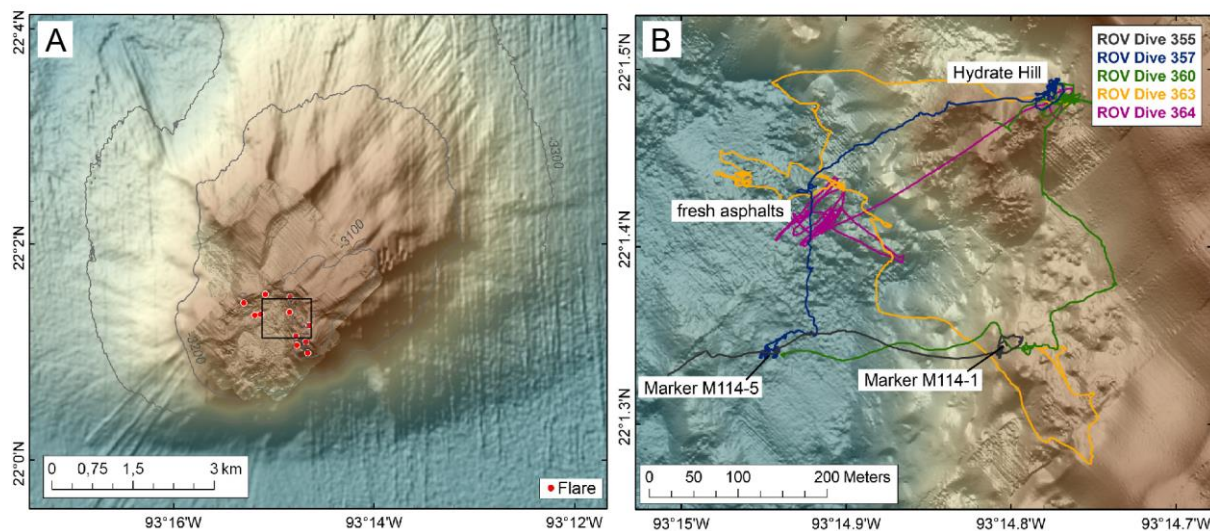 A
22°4'N
22°2'N
22°0'N
-3300
-3100
-3200
0 0,75 1,5 3 km
Flare
93°16'W 93°14'W 93°12'W
B
ROV Dive 355
ROV Dive 357
ROV Dive 360
ROV Dive 363
ROV Dive 364
Hydrate Hill
fresh asphalts
Marker M114-5
Marker M114-1
22°1.5'N
22°1.4'N
22°1.3'N
0 50 100 200 Meters
93°15'W 93°14.9'W 93°14.8'W 93°14.7'W